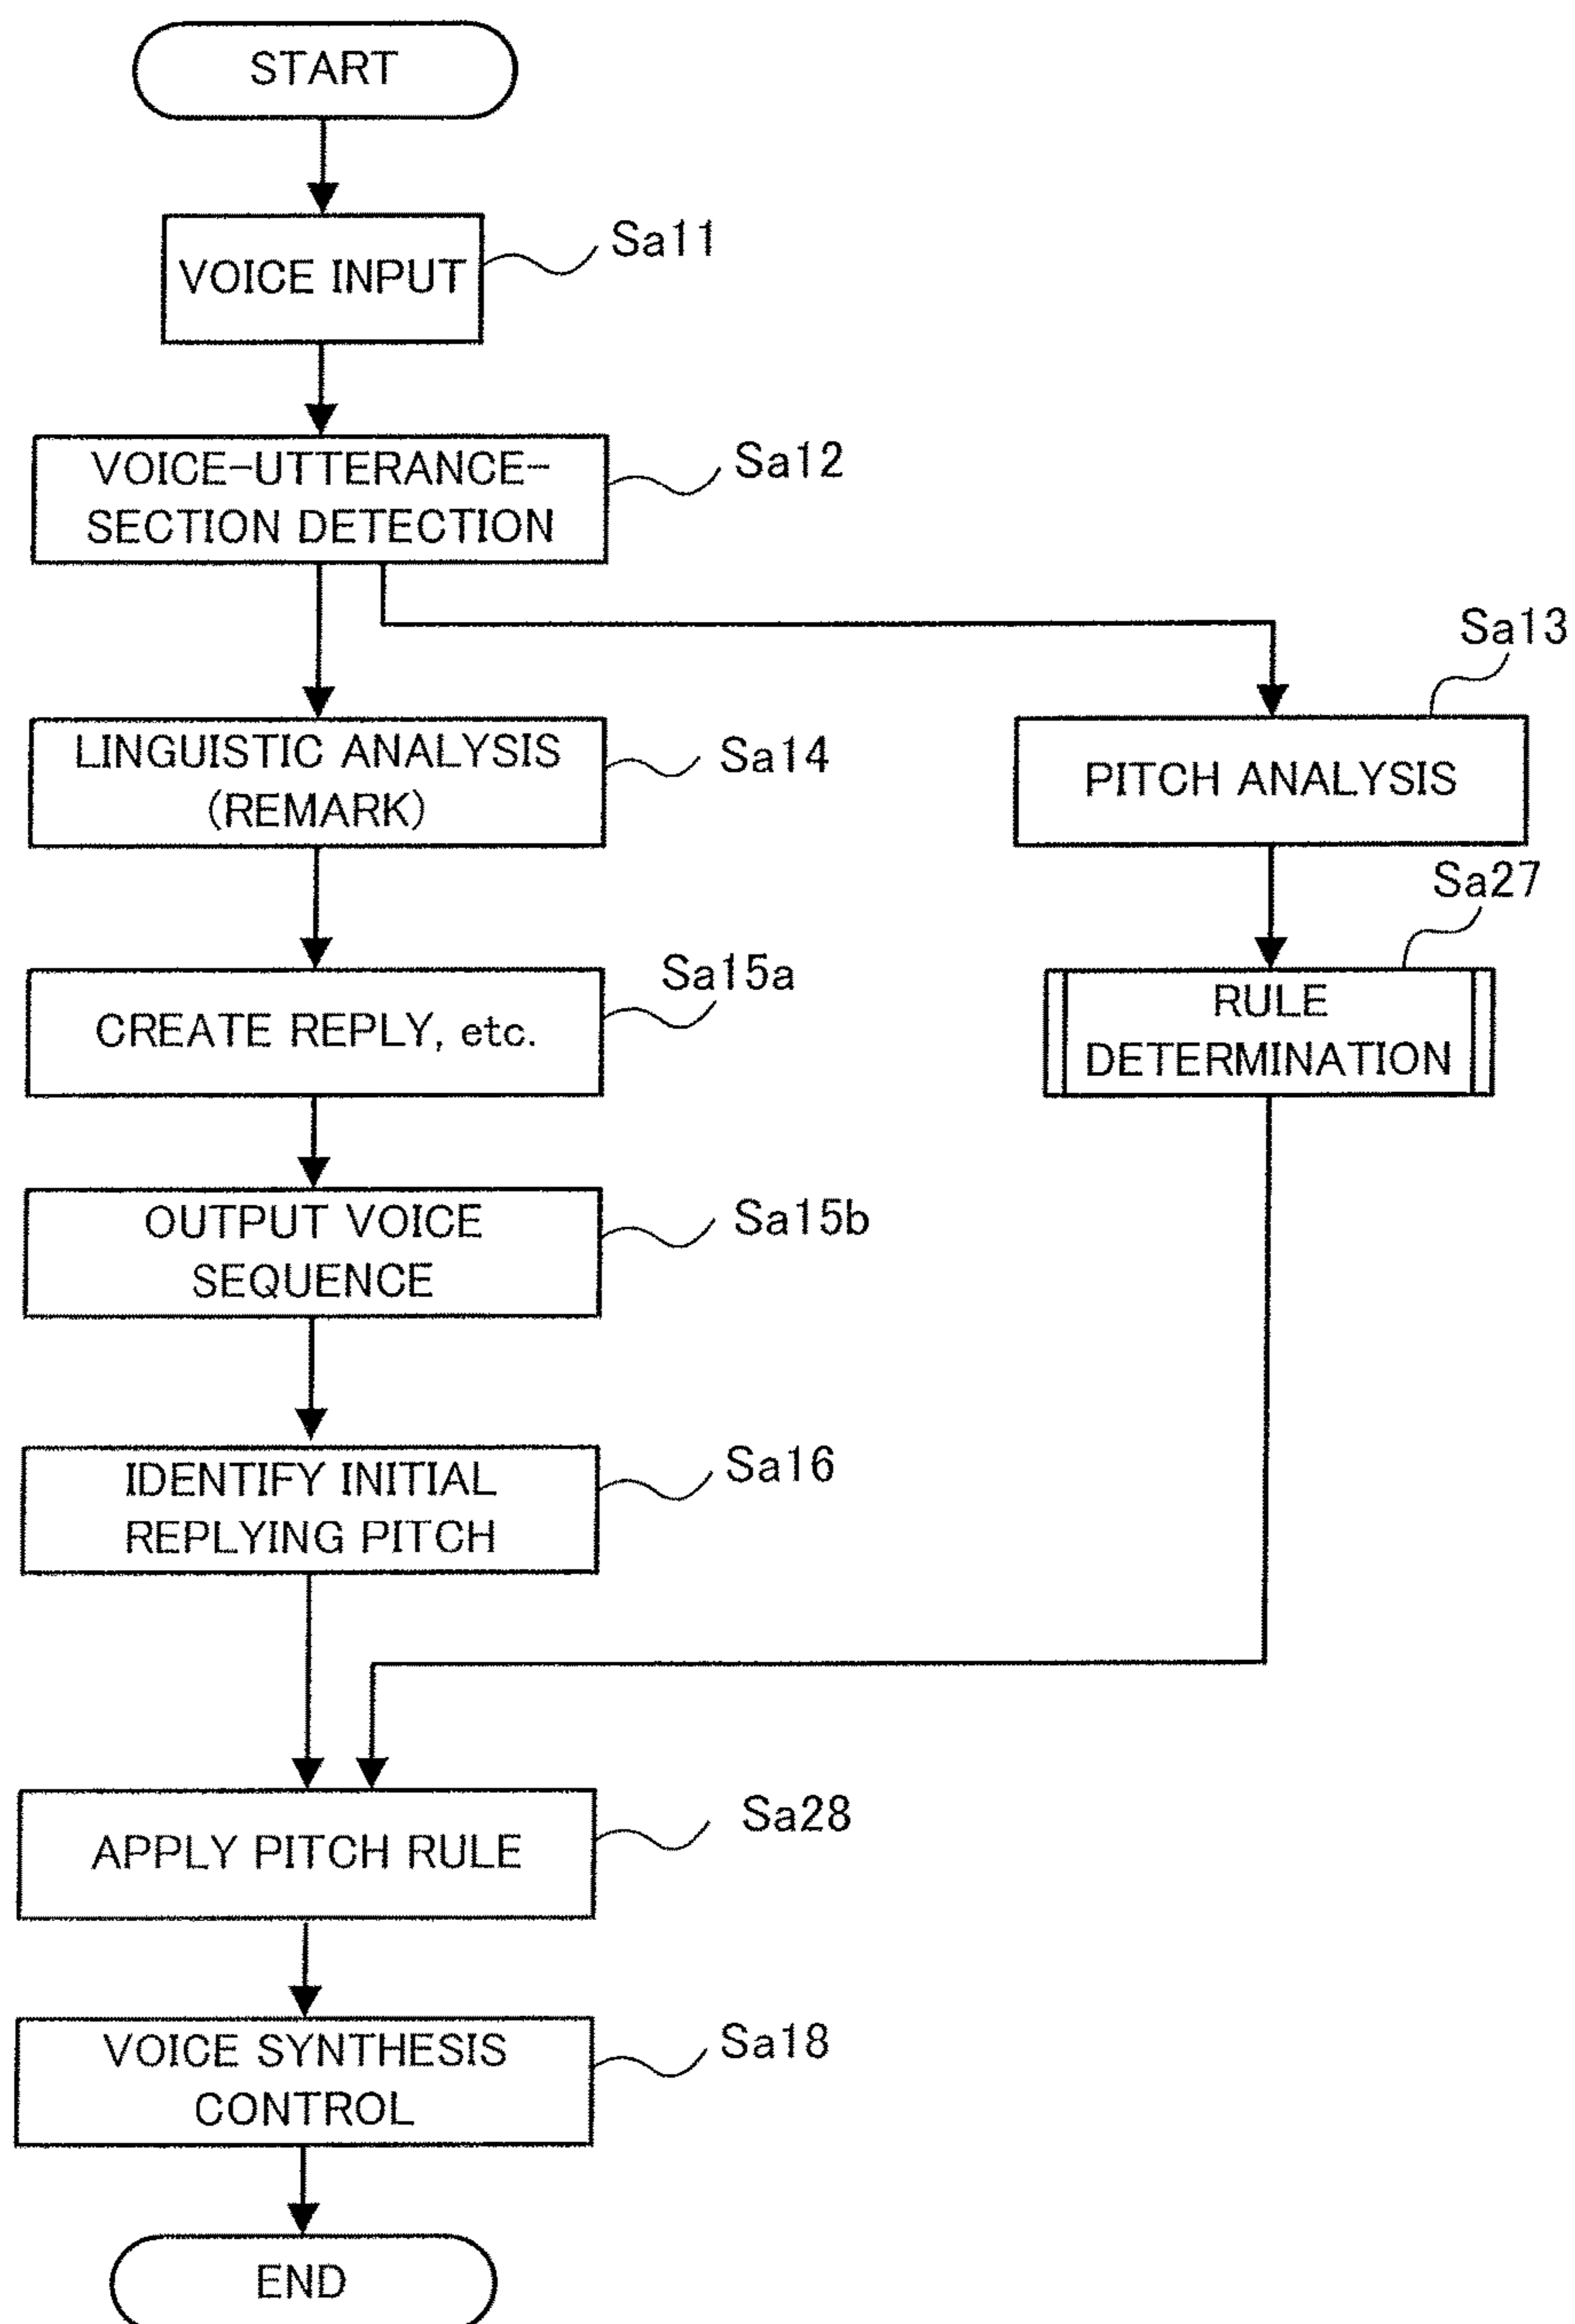 START
VOICE INPUT
Sa11
VOICE-UTTERANCE-
SECTION DETECTION
Sa12
LINGUISTIC ANALYSIS
(REMARK)
Sa14
Sa13
PITCH ANALYSIS
Sa27
RULE
DETERMINATION
CREATE REPLY, etc.
Sa15a
OUTPUT VOICE
SEQUENCE
Sa15b
IDENTIFY INITIAL
REPLYING PITCH
Sa16
APPLY PITCH RULE
Sa28
VOICE SYNTHESIS
CONTROL
Sa18
END